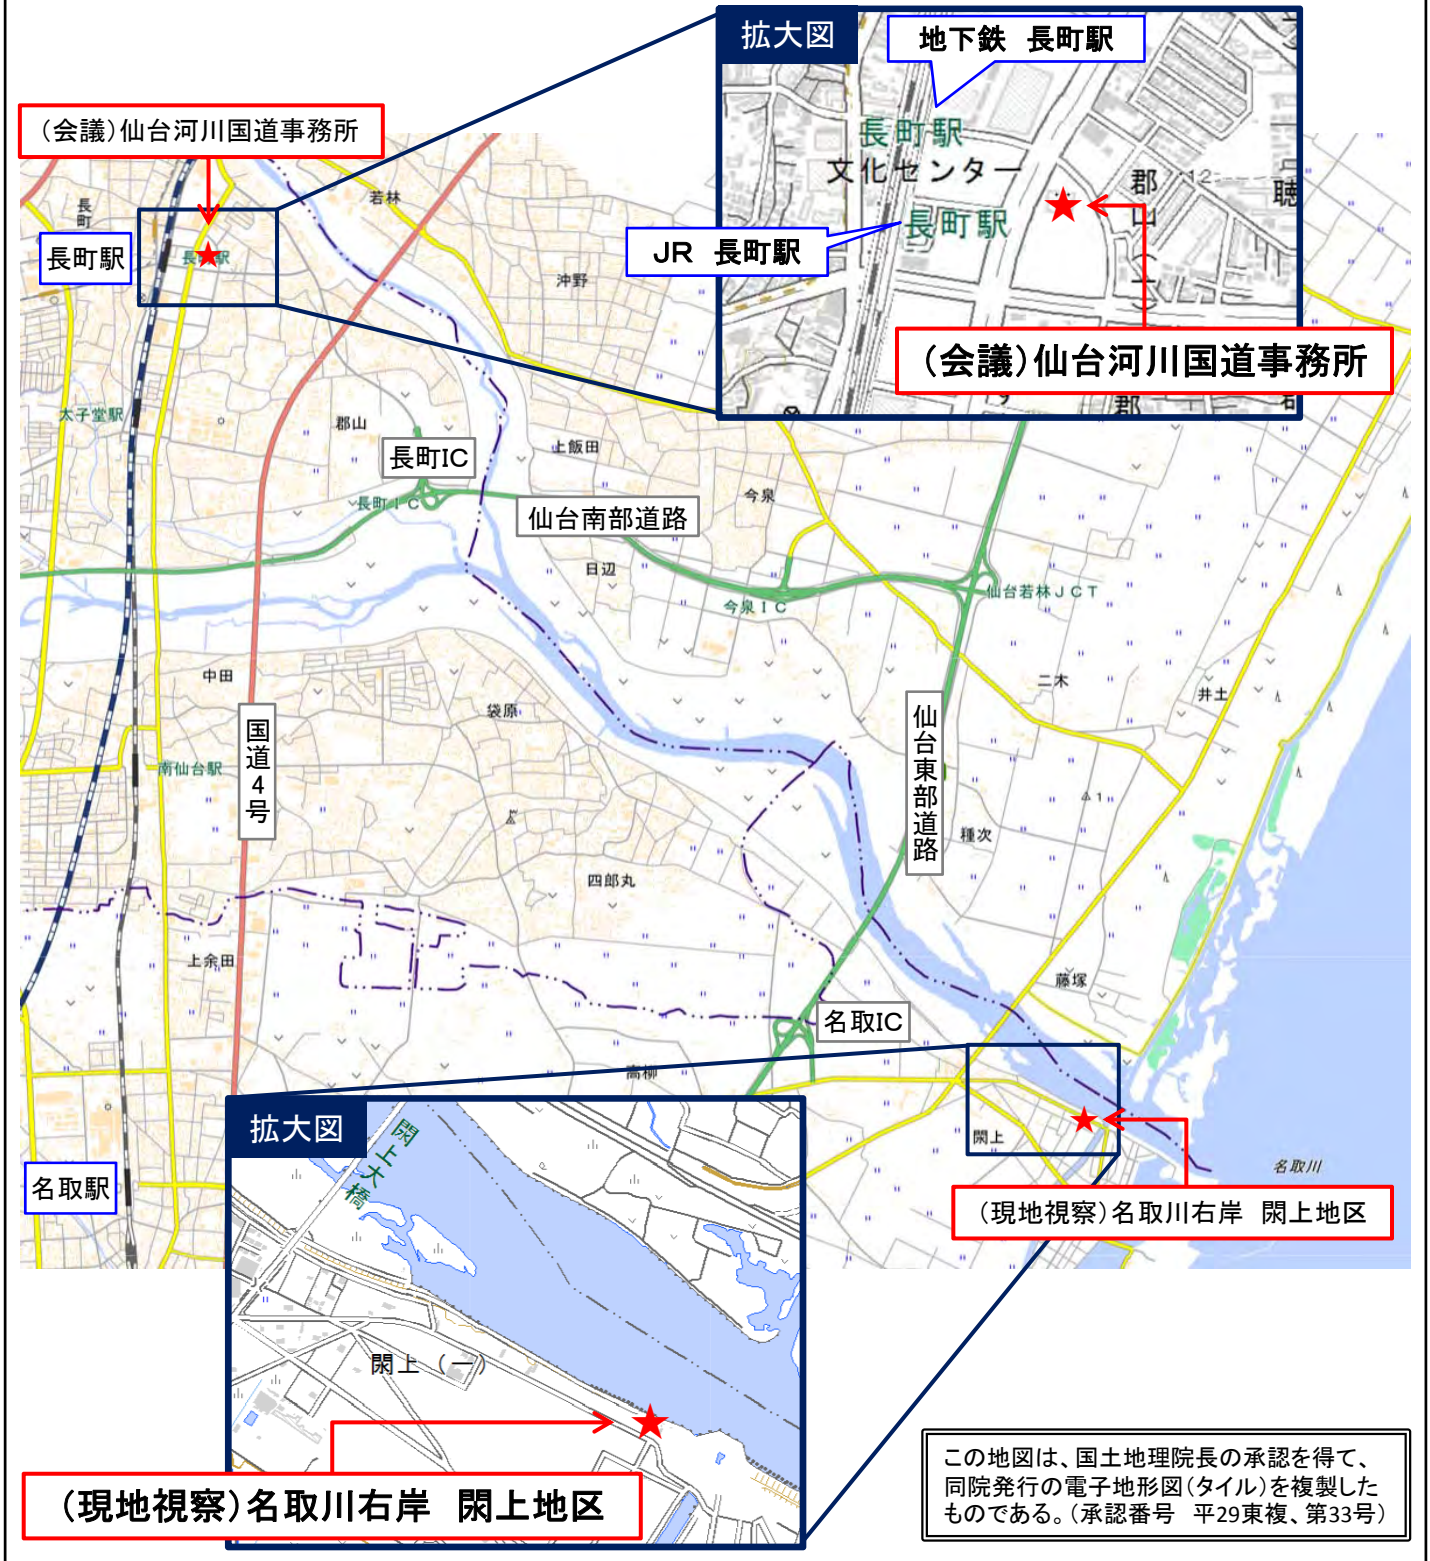 拡大図
地下鉄 長町駅
長町駅
文化センター
長町駅
JR 長町駅
郡山
12
聴
(会議)仙台河川国道事務所
郡
(会議)仙台河川国道事務所
長町
長町駅
若林
沖野
太子堂駅
郡山
長町IC
長町IC
上飯田
仙台南部道路
今泉
日辺
今泉IC
仙台若林JCT
中田
袋原
二木
井土
国道4号
南仙台駅
仙台東部道路
1
種次
四郎丸
上余田
藤塚
名取IC
高柳
閖上
名取川
名取駅
(現地視察)名取川右岸 閖上地区
拡大図
閖上大橋
閖上(一)
(現地視察)名取川右岸 閖上地区
この地図は、国土地理院長の承認を得て、
同院発行の電子地形図(タイル)を複製した
ものである。(承認番号 平29東複、第33号)